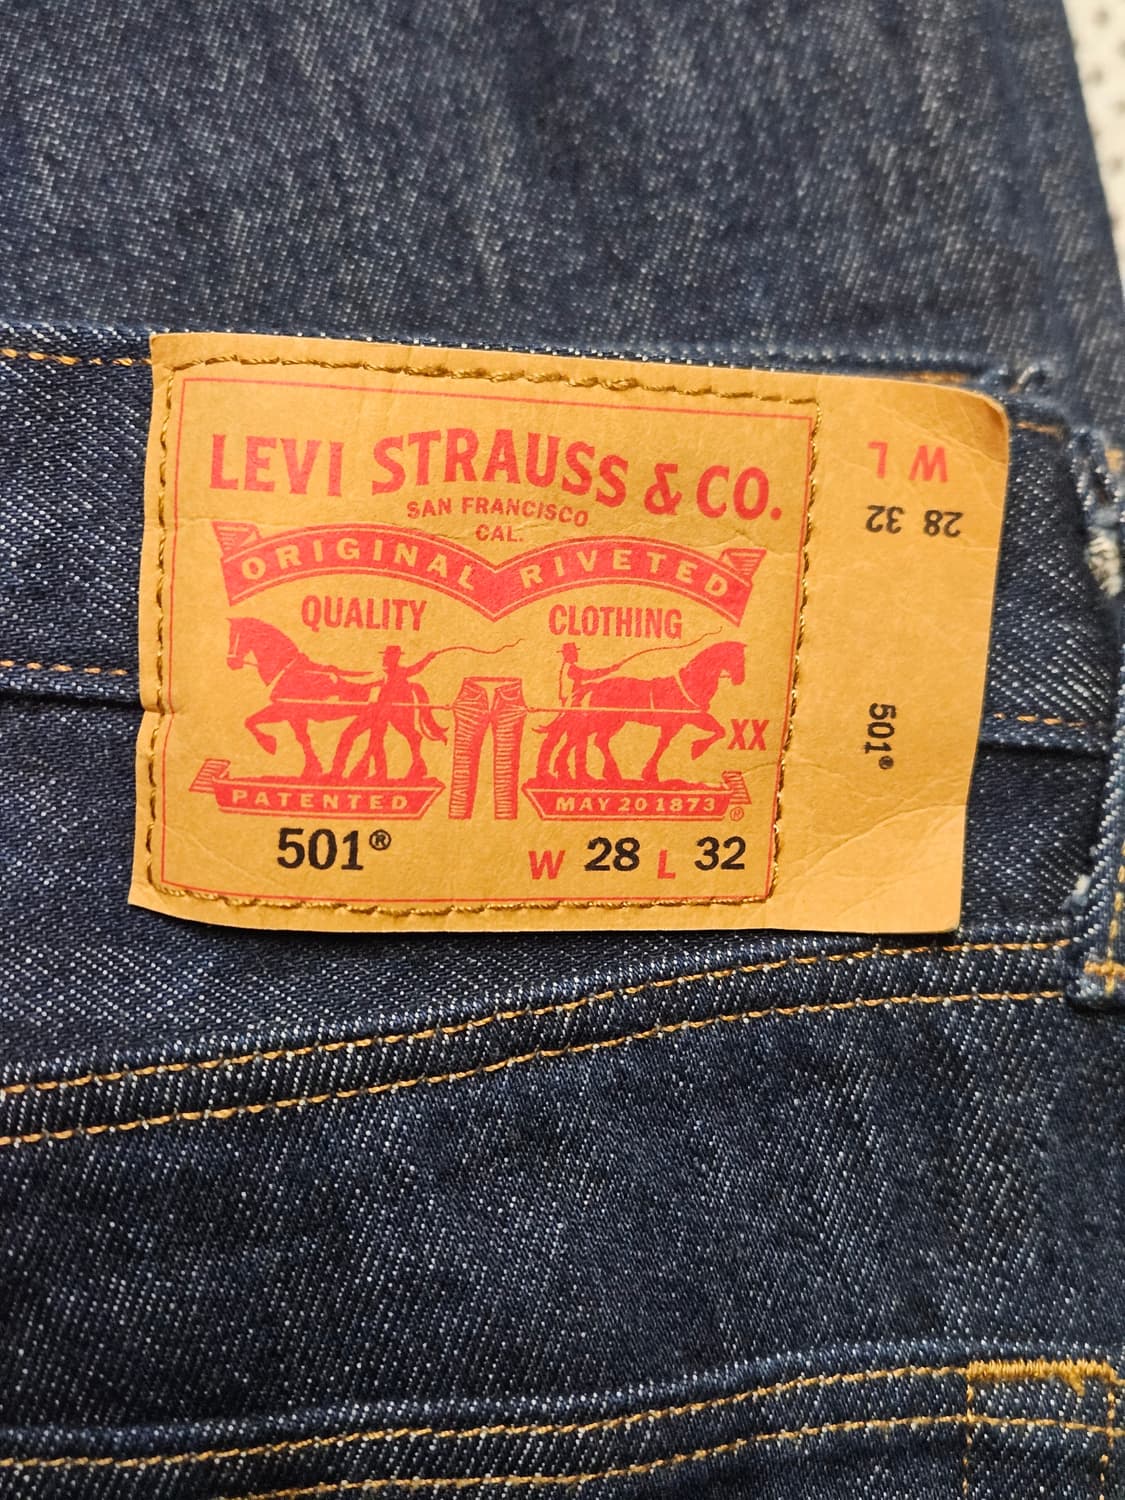 LEVI STRAUSS & CO.
SAN FRANCISCO
CAL.
ORIGINAL RIVETED
QUALITY CLOTHING
XX
PATENTED MAY 20 1873 ®
501® W 28 L 32
W L
28 32
501®